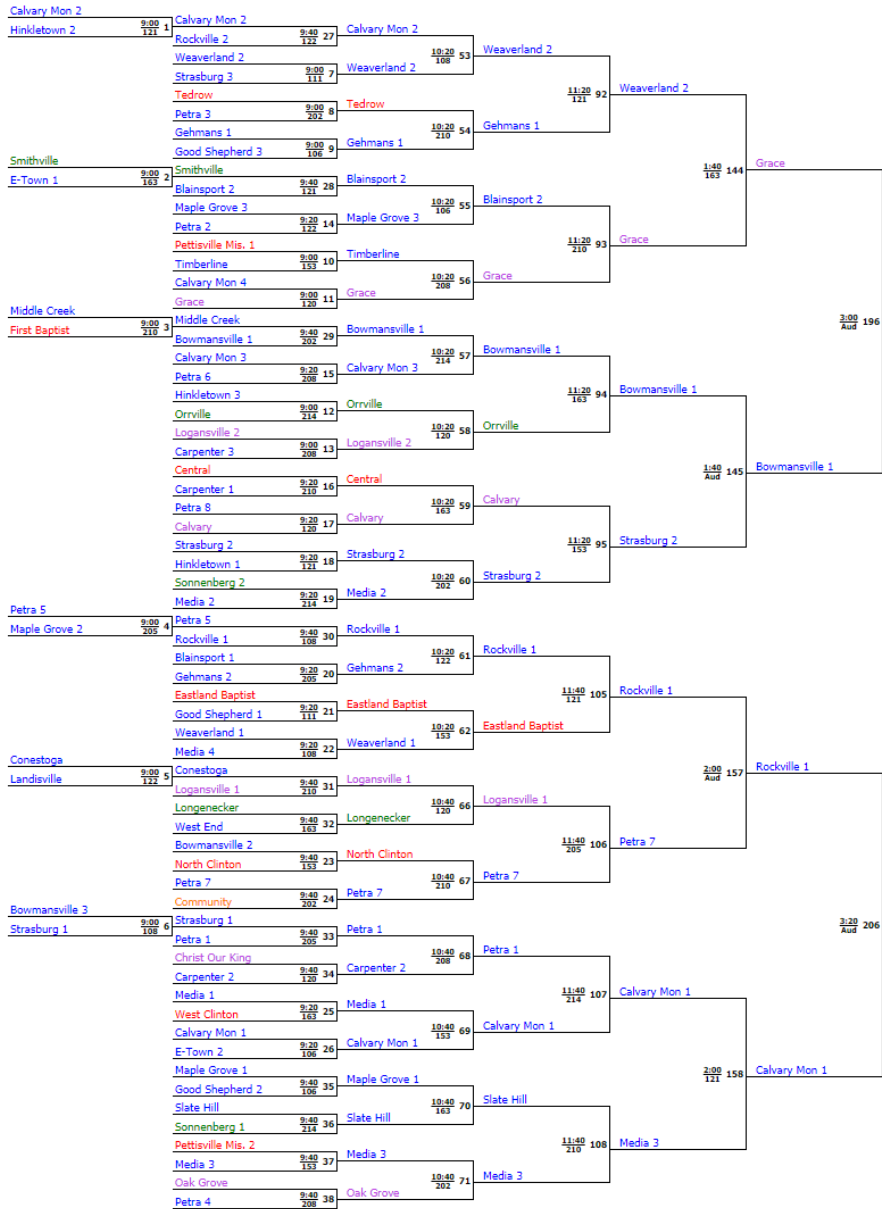 Calvary Mon 2
Hinkletown 2
9:00 121 1
Calvary Mon 2
Rockville 2
9:40 122 27
Calvary Mon 2
Weaverland 2
Strasburg 3
9:00 111 7
Weaverland 2
10:20 108 53
Weaverland 2
Tedrow
Petra 3
9:00 202 8
Tedrow
Gehmans 1
Good Shepherd 3
9:00 106 9
Gehmans 1
10:20 210 54
Gehmans 1
11:20 121 92
Weaverland 2
Smithville
E-Town 1
9:00 163 2
Smithville
Blainsport 2
9:40 121 28
Blainsport 2
Maple Grove 3
Petra 2
9:20 122 14
Maple Grove 3
10:20 106 55
Blainsport 2
Pettisville Mis. 1
Timberline
9:00 153 10
Timberline
Calvary Mon 4
Grace
9:00 120 11
Grace
10:20 208 56
Grace
11:20 210 93
Grace
1:40 163 144
Grace
Middle Creek
First Baptist
9:00 210 3
Middle Creek
Bowmansville 1
9:40 202 29
Bowmansville 1
Calvary Mon 3
Petra 6
9:20 208 15
Calvary Mon 3
10:20 214 57
Bowmansville 1
Hinkletown 3
Orrville
9:00 214 12
Orrville
Logansville 2
Carpenter 3
9:00 208 13
Logansville 2
10:20 120 58
Orrville
11:20 163 94
Bowmansville 1
Central
Carpenter 1
9:20 210 16
Central
Petra 8
Calvary
9:20 120 17
Calvary
10:20 163 59
Calvary
Strasburg 2
Hinkletown 1
9:20 121 18
Strasburg 2
Sonnenberg 2
Media 2
9:20 214 19
Media 2
10:20 202 60
Strasburg 2
11:20 153 95
Strasburg 2
1:40 Aud 145
Bowmansville 1
3:00 Aud 196
Petra 5
Maple Grove 2
9:00 205 4
Petra 5
Rockville 1
9:40 108 30
Rockville 1
Blainsport 1
Gehmans 2
9:20 205 20
Gehmans 2
10:20 122 61
Rockville 1
Eastland Baptist
Good Shepherd 1
9:20 111 21
Eastland Baptist
Weaverland 1
Media 4
9:20 108 22
Weaverland 1
10:20 153 62
Eastland Baptist
11:40 121 105
Rockville 1
Conestoga
Landisville
9:00 122 5
Conestoga
Logansville 1
9:40 210 31
Logansville 1
Longenecker
West End
9:40 163 32
Longenecker
10:40 120 66
Logansville 1
Bowmansville 2
North Clinton
9:40 153 23
North Clinton
Petra 7
Community
9:40 202 24
Petra 7
10:40 210 67
Petra 7
11:40 205 106
Petra 7
2:00 Aud 157
Rockville 1
Bowmansville 3
Strasburg 1
9:00 108 6
Strasburg 1
Petra 1
9:40 205 33
Petra 1
Christ Our King
Carpenter 2
9:40 120 34
Carpenter 2
10:40 208 68
Petra 1
Media 1
West Clinton
9:20 163 25
Media 1
Calvary Mon 1
E-Town 2
9:20 106 26
Calvary Mon 1
10:40 153 69
Calvary Mon 1
11:40 214 107
Calvary Mon 1
Maple Grove 1
Good Shepherd 2
9:40 106 35
Maple Grove 1
Slate Hill
Sonnenberg 1
9:40 214 36
Slate Hill
10:40 163 70
Slate Hill
Pettisville Mis. 2
Media 3
9:40 153 37
Media 3
Oak Grove
Petra 4
9:40 208 38
Oak Grove
10:40 202 71
Media 3
11:40 210 108
Media 3
2:00 121 158
Calvary Mon 1
3:20 Aud 206